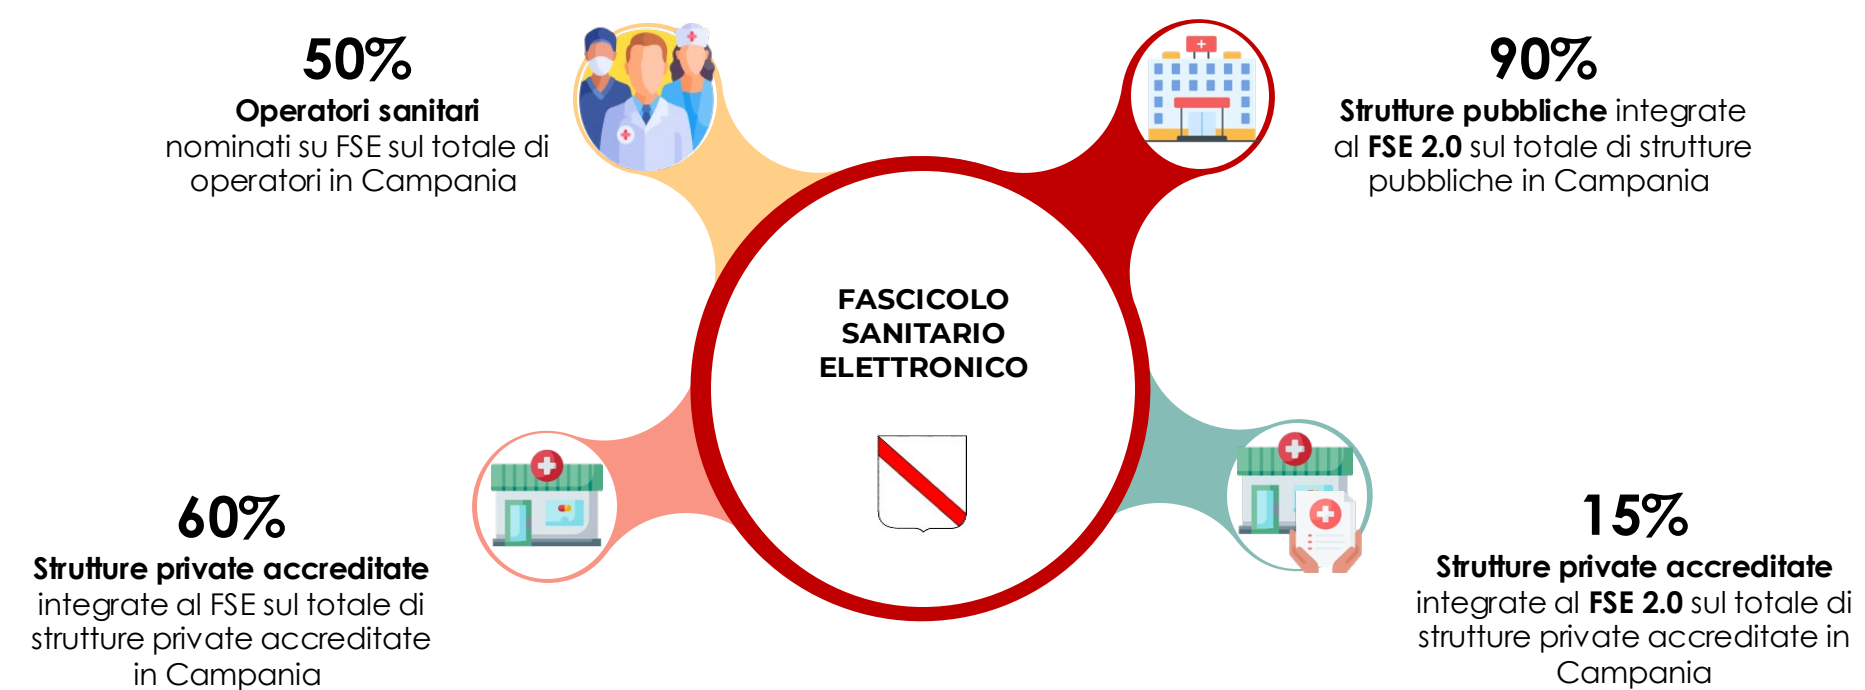 50%
Operatori sanitari
nominati su FSE sul totale di
operatori in Campania
90%
Strutture pubbliche integrate
al FSE 2.0 sul totale di strutture
pubbliche in Campania
FASCICOLO
SANITARIO
ELETTRONICO
60%
Strutture private accreditate
integrate al FSE sul totale di
strutture private accreditate
in Campania
15%
Strutture private accreditate
integrate al FSE 2.0 sul totale di
strutture private accreditate in
Campania